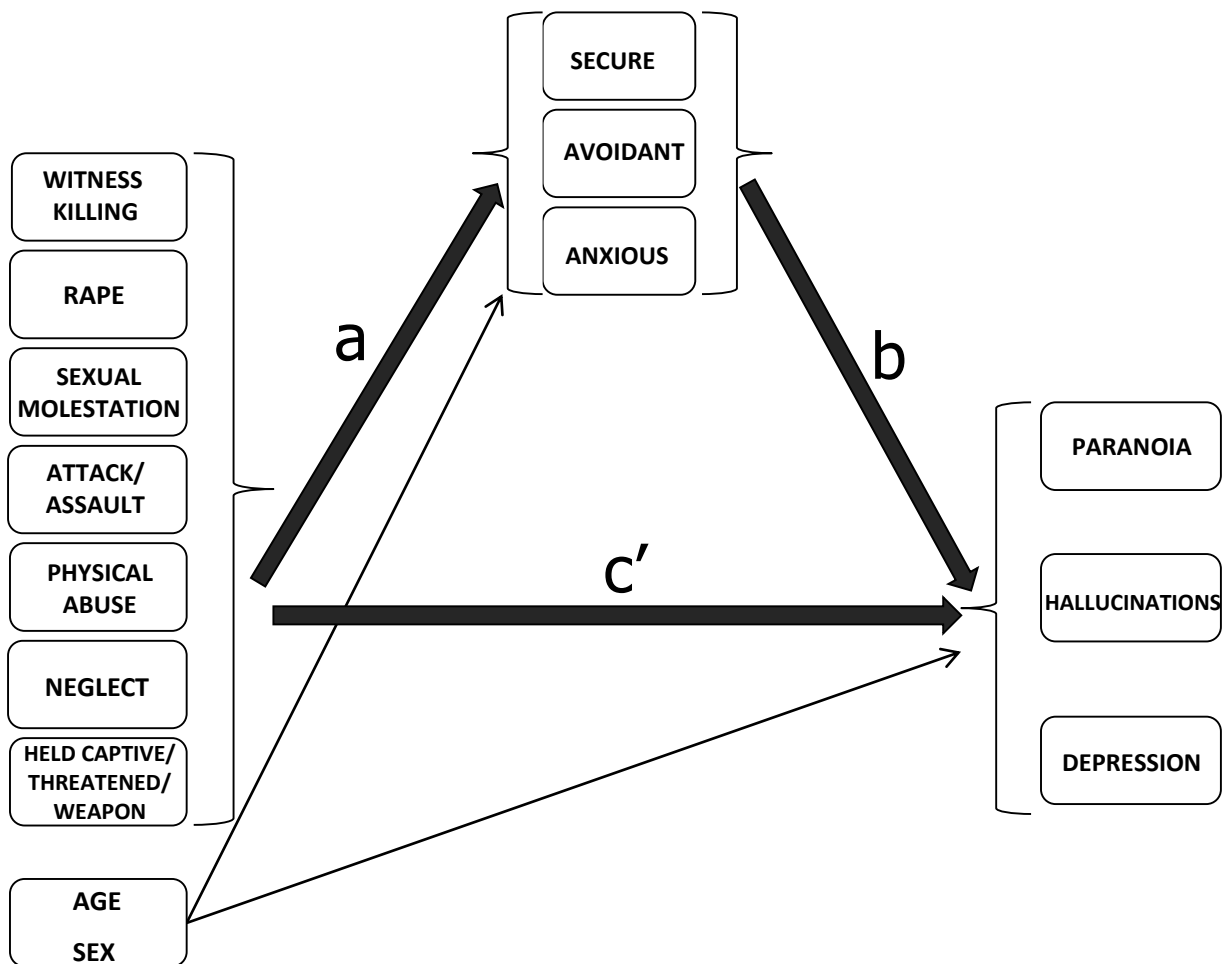 SECURE
AVOIDANT
ANXIOUS
WITNESS
KILLING
RAPE
SEXUAL
MOLESTATION
ATTACK/
ASSAULT
PHYSICAL
ABUSE
NEGLECT
HELD CAPTIVE/
THREATENED/
WEAPON
AGE
SEX
a
b
c′
PARANOIA
HALLUCINATIONS
DEPRESSION